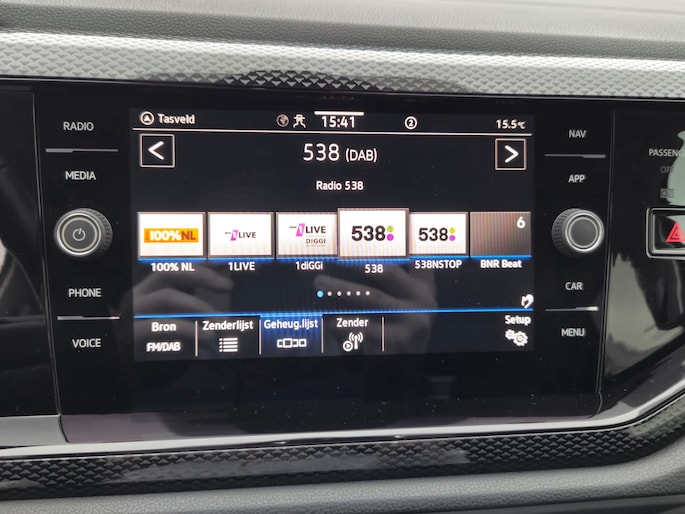 RADIO
MEDIA
PHONE
VOICE
Tasveld
15:41
2
15.5°C
538 (DAB)
Radio 538
100%NL
1LIVE
1LIVE
DIGGI
538
538
6
100% NL
1LIVE
1diGGi
538
538NSTOP
BNR Beat
Bron
FM/DAB
Zenderlijst
Geheug.lijst
Zender
Setup
NAV
APP
CAR
MENU
PASSENG
OFF